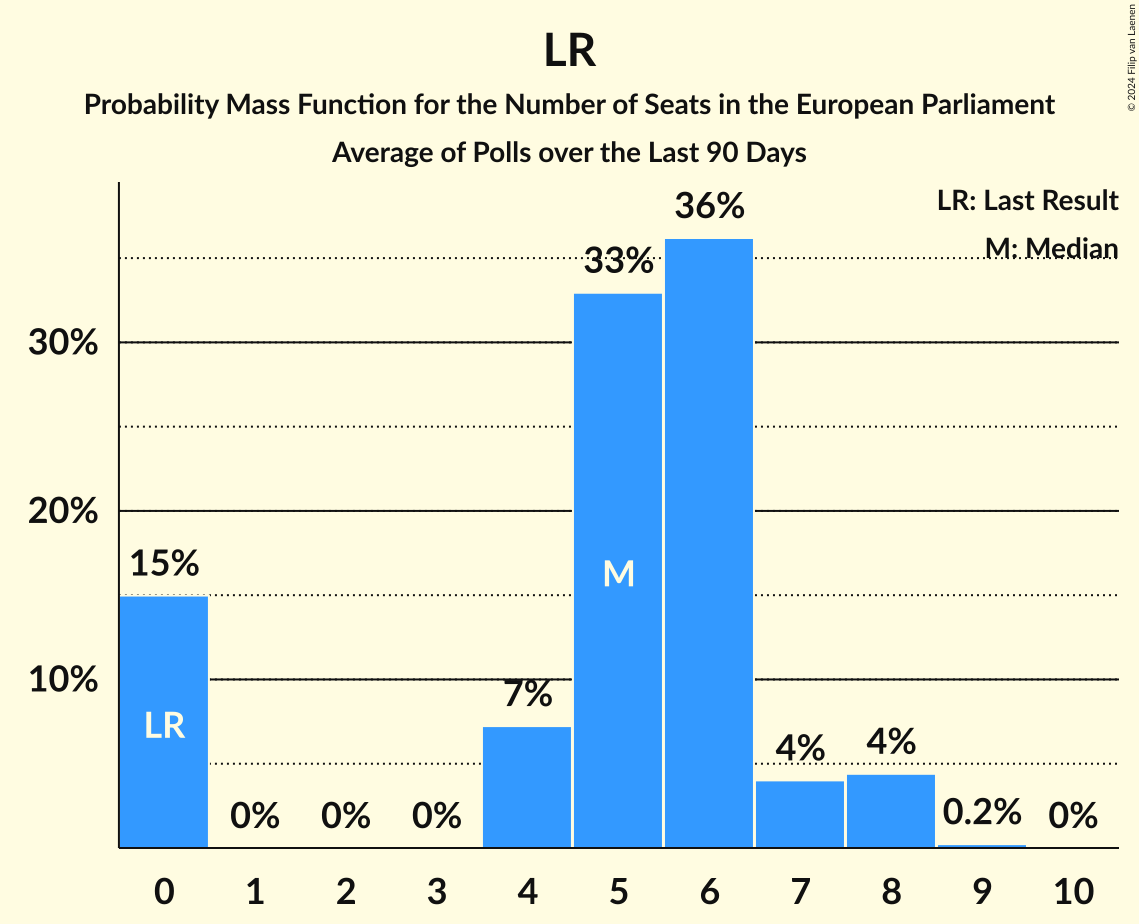 LR
Probability Mass Function for the Number of Seats in the European Parliament
Average of Polls over the Last 90 Days
© 2024 Filip van Laenen
LR: Last Result
M: Median
36%
33%
30%
20%
15%
10%
7%
4%
4%
M
LR
0%
0%
0%
0.2%
0%
0 1 2 3 4 5 6 7 8 9 10